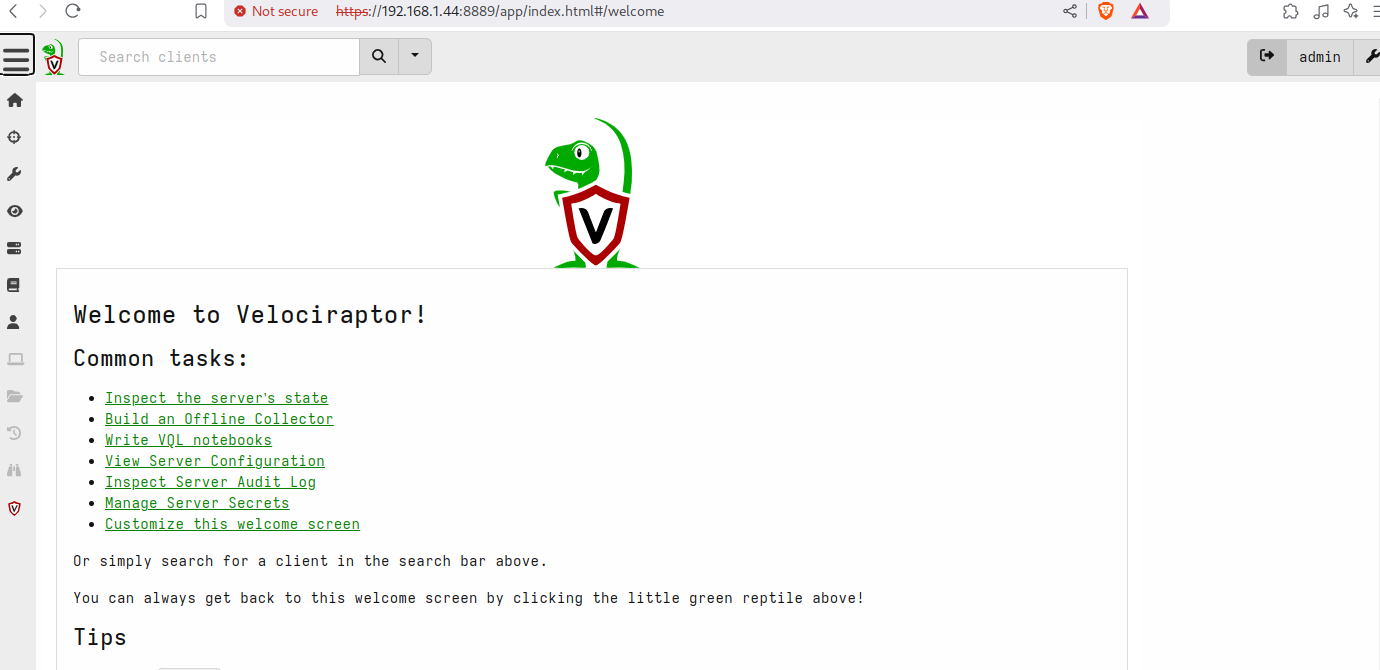 Not secure https://192.168.1.44:8889/app/index.html#/welcome
V Search clients admin
V
Welcome to Velociraptor!
Common tasks:
Inspect the server's state
Build an Offline Collector
Write VQL notebooks
View Server Configuration
Inspect Server Audit Log
Manage Server Secrets
Customize this welcome screen
Or simply search for a client in the search bar above.
You can always get back to this welcome screen by clicking the little green reptile above!
Tips
V